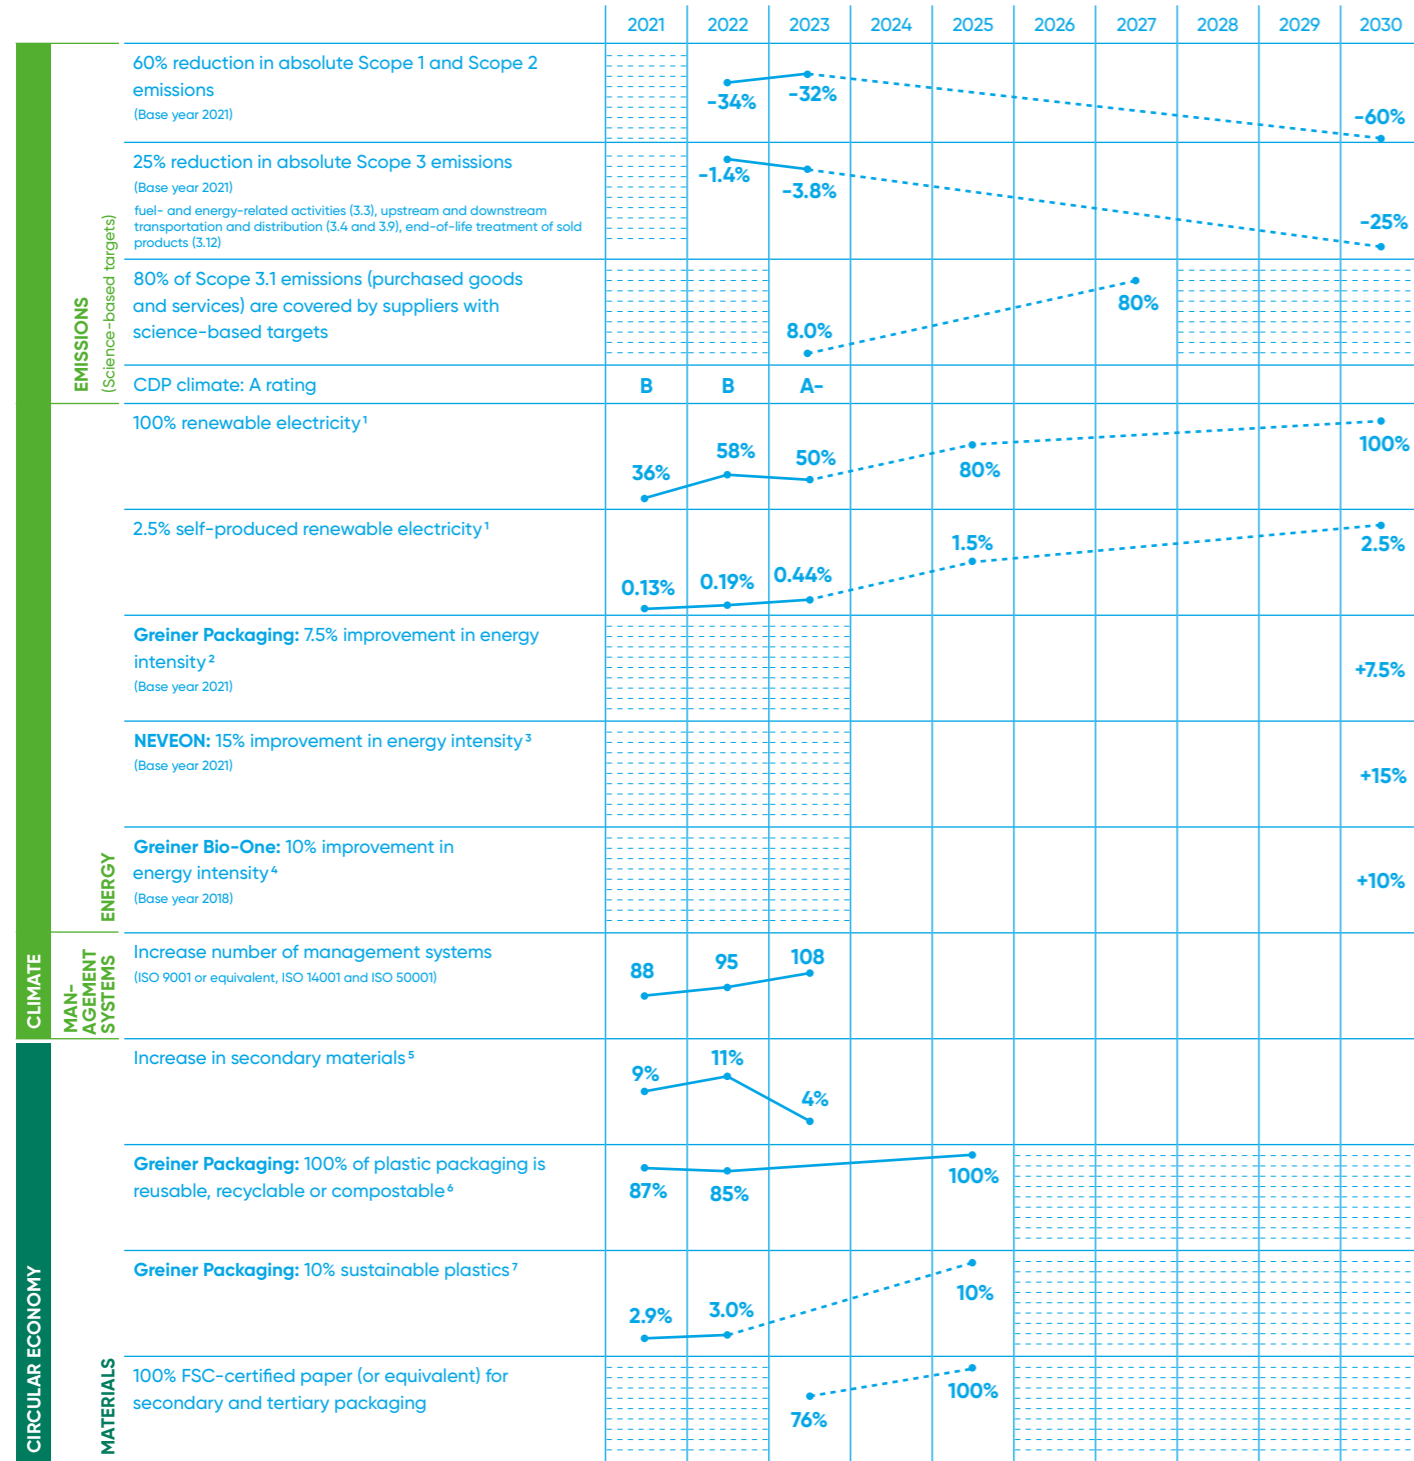 2021 2022 2023 2024 2025 2026 2027 2028 2029 2030
CLIMATE
EMISSIONS
(Science-based targets)
60% reduction in absolute Scope 1 and Scope 2
emissions
(Base year 2021)
-34% -32% -60%
25% reduction in absolute Scope 3 emissions
(Base year 2021)
fuel- and energy-related activities (3.3), upstream and downstream
transportation and distribution (3.4 and 3.9), end-of-life treatment of sold
products (3.12)
-1.4% -3.8% -25%
80% of Scope 3.1 emissions (purchased goods
and services) are covered by suppliers with
science-based targets
8.0% 80%
CDP climate: A rating B B A-
ENERGY
100% renewable electricity¹
36% 58% 50% 80% 100%
2.5% self-produced renewable electricity¹
0.13% 0.19% 0.44% 1.5% 2.5%
Greiner Packaging: 7.5% improvement in energy
intensity²
(Base year 2021)
+7.5%
NEVEON: 15% improvement in energy intensity³
(Base year 2021)
+15%
Greiner Bio-One: 10% improvement in
energy intensity⁴
(Base year 2018)
+10%
MAN-
AGEMENT
SYSTEMS
Increase number of management systems
(ISO 9001 or equivalent, ISO 14001 and ISO 50001)
88 95 108
CIRCULAR ECONOMY
MATERIALS
Increase in secondary materials⁵
9% 11% 4%
Greiner Packaging: 100% of plastic packaging is
reusable, recyclable or compostable⁶
87% 85% 100%
Greiner Packaging: 10% sustainable plastics⁷
2.9% 3.0% 10%
100% FSC-certified paper (or equivalent) for
secondary and tertiary packaging
76% 100%